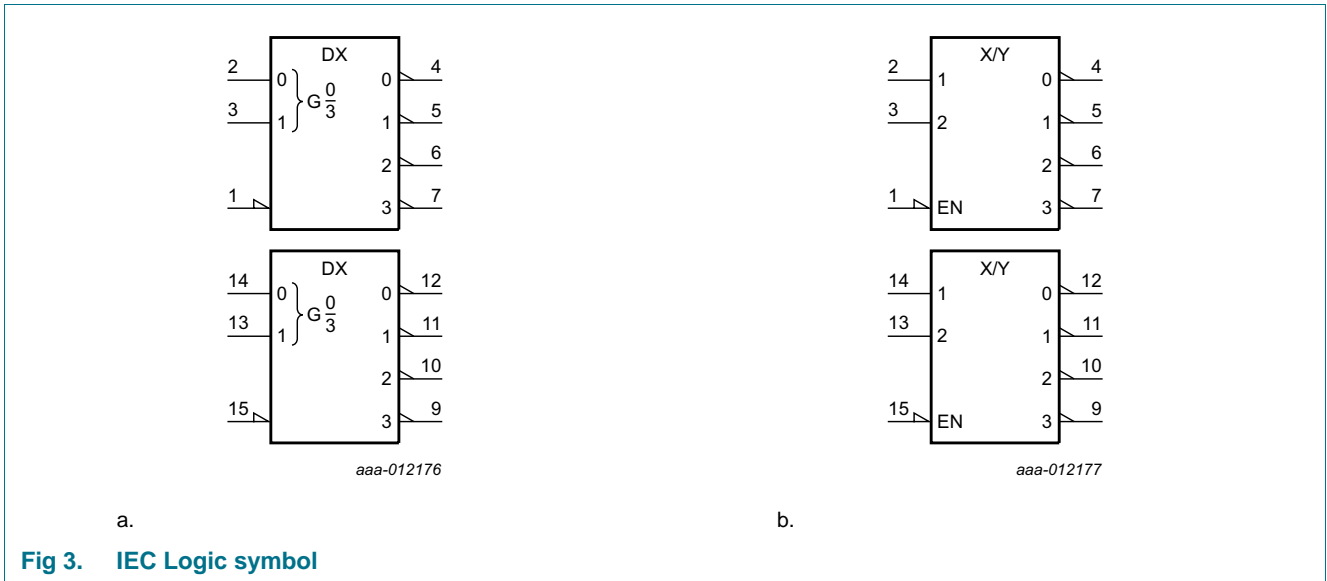 DX
2 0 0 4
G 0/3
3 1 1 5
2 6
1 3 7
DX
14 0 0 12
G 0/3
13 1 1 11
2 10
15 3 9
aaa-012176
a.
X/Y
2 1 0 4
3 2 1 5
2 6
1 EN 3 7
X/Y
14 1 0 12
13 2 1 11
2 10
15 EN 3 9
aaa-012177
b.
Fig 3. IEC Logic symbol